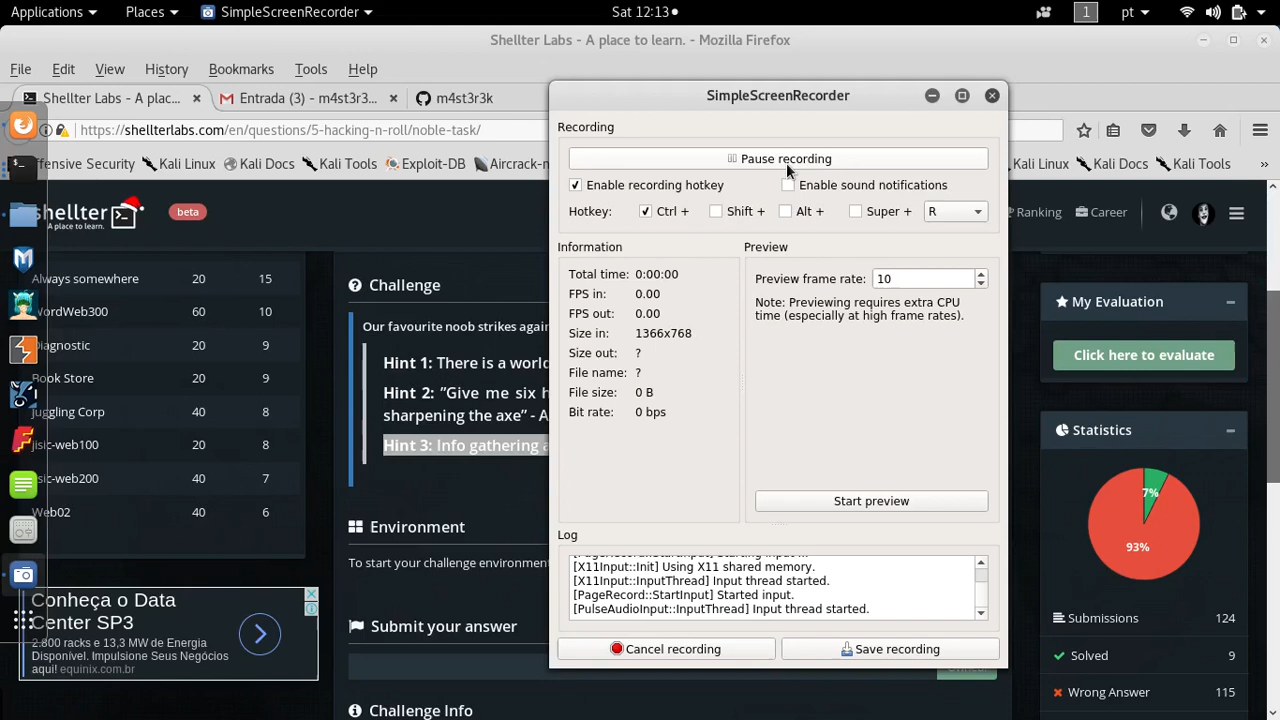 Applications
Places
SimpleScreenRecorder
Sat 12:13
1
pt
Shellter Labs - A place to learn. - Mozilla Firefox
File Edit View History Bookmarks Tools Help
Shellter Labs - A plac...
Entrada (3) - m4st3r3...
m4st3r3k
https://shellterlabs.com/en/questions/5-hacking-n-roll/noble-task/
ffensive Security
Kali Linux
Kali Docs
Kali Tools
Exploit-DB
Aircrack-n
Kali Linux
Kali Docs
Kali Tools
shellter
A place to learn.
beta
Ranking
Career
Always somewhere 20 15
WordWeb300 60 10
Diagnostic 20 9
Book Store 20 9
Juggling Corp 40 8
jisic-web100 20 8
jisic-web200 40 7
Web02 40 6
Conheça o Data
Center SP3
2.800 racks e 13,3 MW de Energia
Disponível. Impulsione Seus Negócios
aqui! equinix.com.br
Challenge
Our favourite noob strikes again
Hint 1: There is a world
Hint 2: "Give me six h
sharpening the axe" - A
Hint 3: Info gathering a
Environment
To start your challenge environment
Submit your answer
Challenge Info
SimpleScreenRecorder
Recording
Pause recording
Enable recording hotkey
Enable sound notifications
Hotkey: Ctrl + Shift + Alt + Super + R
Information
Total time: 0:00:00
FPS in: 0.00
FPS out: 0.00
Size in: 1366x768
Size out: ?
File name: ?
File size: 0 B
Bit rate: 0 bps
Preview
Preview frame rate: 10
Note: Previewing requires extra CPU
time (especially at high frame rates).
Start preview
Log
[PageRecord::StartInput] Starting input ...
[X11Input::Init] Using X11 shared memory.
[X11Input::InputThread] Input thread started.
[PageRecord::StartInput] Started input.
[PulseAudioInput::InputThread] Input thread started.
Cancel recording
Save recording
My Evaluation
Click here to evaluate
Statistics
7%
93%
Submissions 124
Solved 9
Wrong Answer 115